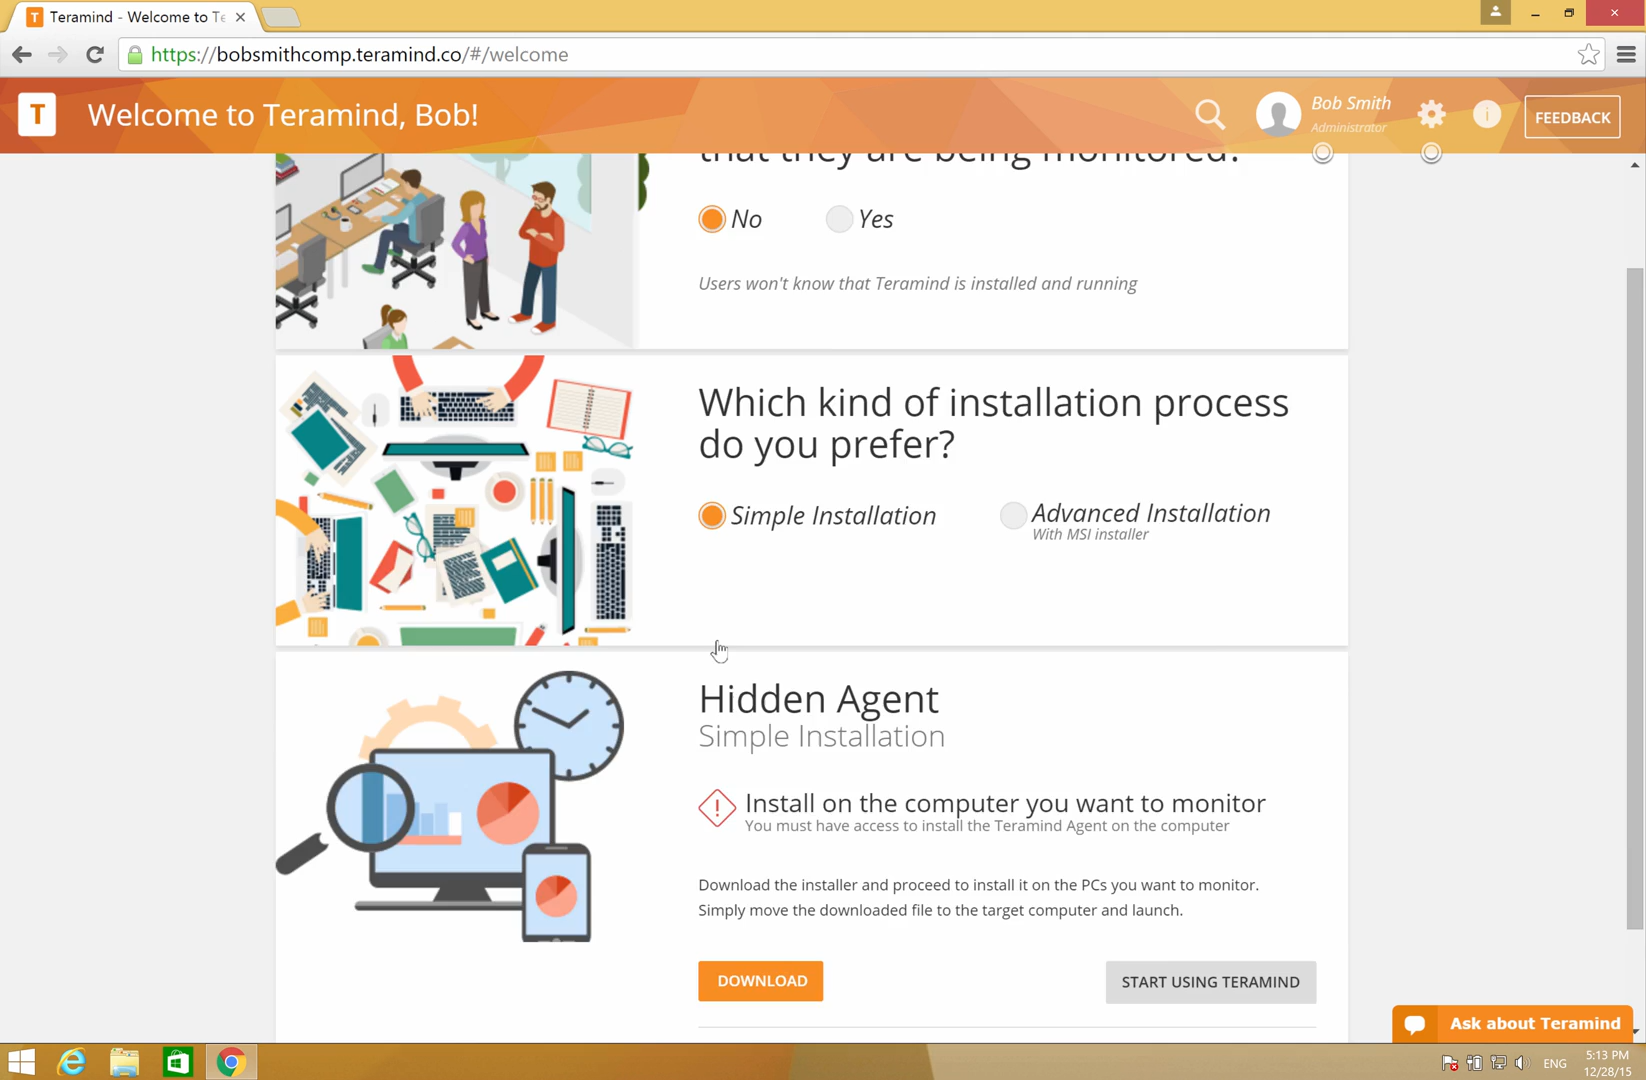 Teramind - Welcome to Te
https://bobsmithcomp.teramind.co/#/welcome
T Welcome to Teramind, Bob!
Bob Smith
Administrator
FEEDBACK
that they are being monitored?
No Yes
Users won't know that Teramind is installed and running
Which kind of installation process
do you prefer?
Simple Installation Advanced Installation
With MSI installer
Hidden Agent
Simple Installation
Install on the computer you want to monitor
You must have access to install the Teramind Agent on the computer
Download the installer and proceed to install it on the PCs you want to monitor.
Simply move the downloaded file to the target computer and launch.
DOWNLOAD START USING TERAMIND
Ask about Teramind
ENG
5:13 PM
12/28/15